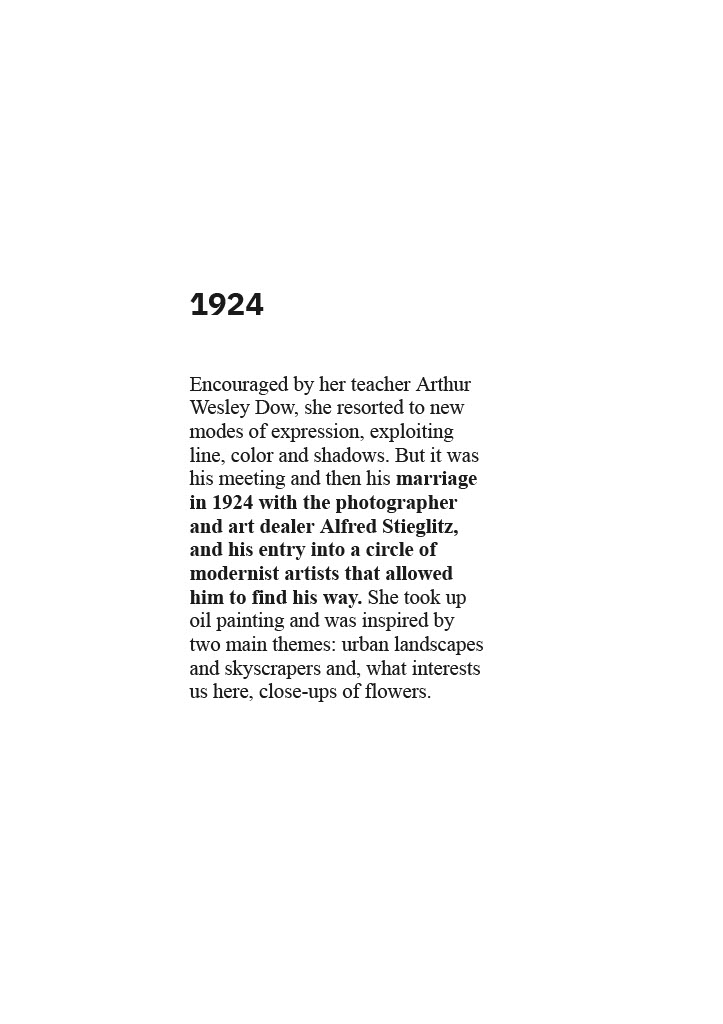 1924
Encouraged by her teacher Arthur
Wesley Dow, she resorted to new
modes of expression, exploiting
line, color and shadows. But it was
his meeting and then his marriage
in 1924 with the photographer
and art dealer Alfred Stieglitz,
and his entry into a circle of
modernist artists that allowed
him to find his way. She took up
oil painting and was inspired by
two main themes: urban landscapes
and skyscrapers and, what interests
us here, close-ups of flowers.